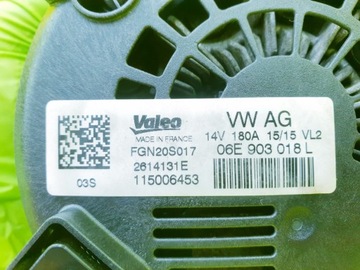 Valeo
MADE IN FRANCE
FGN20S017
2614131E
115006453
03S
VW AG
14V 180A 15/15 VL2
06E 903 018 L